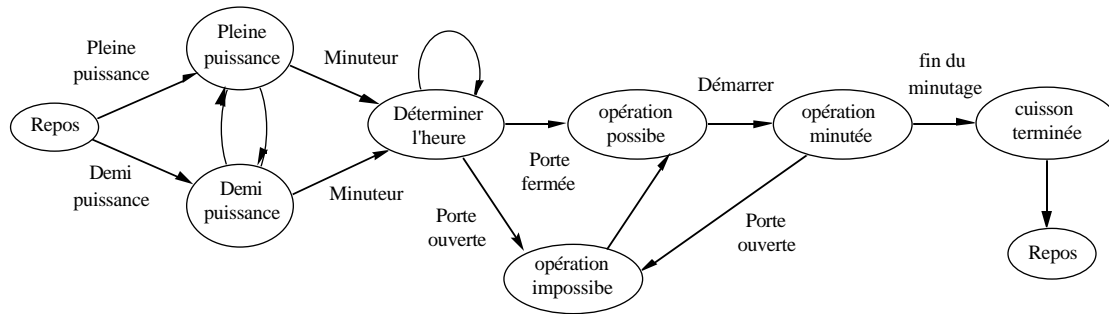 Pleine
puissance
Pleine
puissance
Minuteur
Repos
Demi
puissance
Demi
puissance
Minuteur
Déterminer
l'heure
Porte
fermée
Porte
ouverte
opération
possibe
opération
impossibe
Démarrer
opération
minutée
Porte
ouverte
fin du
minutage
cuisson
terminée
Repos